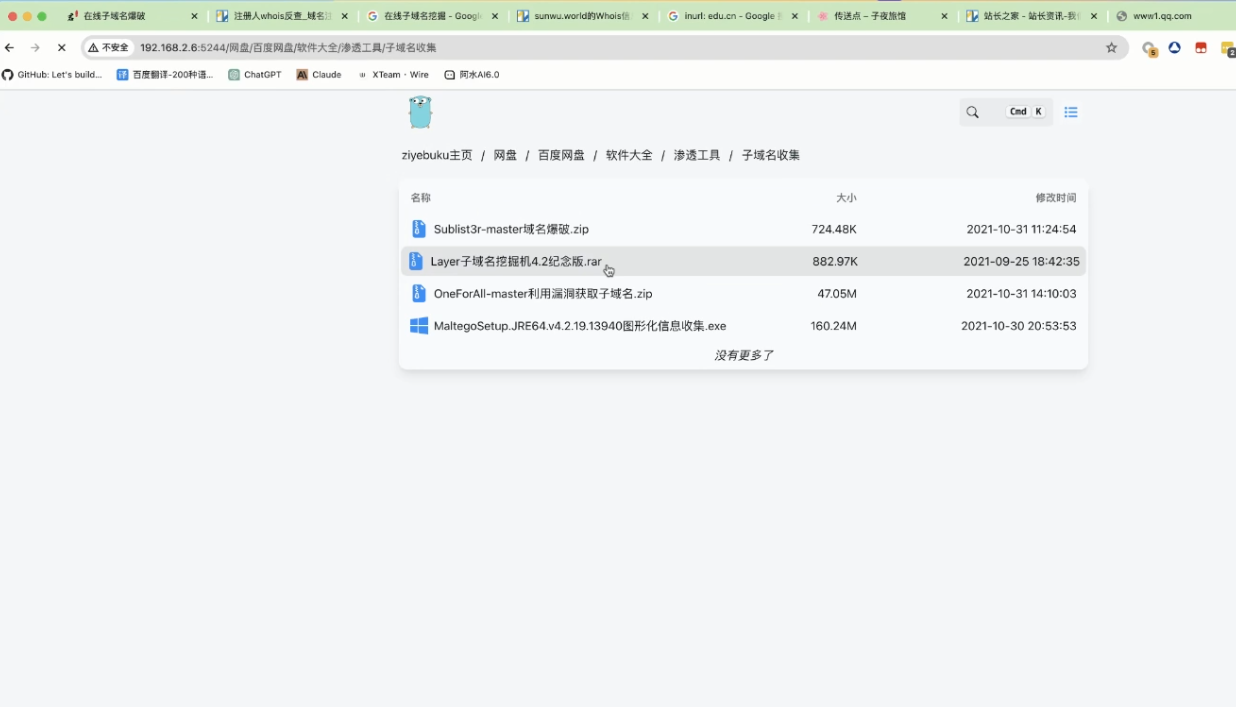 在线子域名爆破 × 注册人whois反查_域名注 × 在线子域名挖掘 - Google × sunwu.world的Whois信 × inurl: edu.cn - Google × 传送点 – 子夜旅馆 × 站长之家 - 站长资讯-我 × www1.qq.com
不安全 192.168.2.6:5244/网盘/百度网盘/软件大全/渗透工具/子域名收集
GitHub: Let's build... 百度翻译-200种语... ChatGPT Claude XTeam - Wire 阿水AI6.0
Cmd K
ziyebuku主页 / 网盘 / 百度网盘 / 软件大全 / 渗透工具 / 子域名收集
名称 大小 修改时间
Sublist3r-master域名爆破.zip 724.48K 2021-10-31 11:24:54
Layer子域名挖掘机4.2纪念版.rar 882.97K 2021-09-25 18:42:35
OneForAll-master利用漏洞获取子域名.zip 47.05M 2021-10-31 14:10:03
MaltegoSetup.JRE64.v4.2.19.13940图形化信息收集.exe 160.24M 2021-10-30 20:53:53
没有更多了